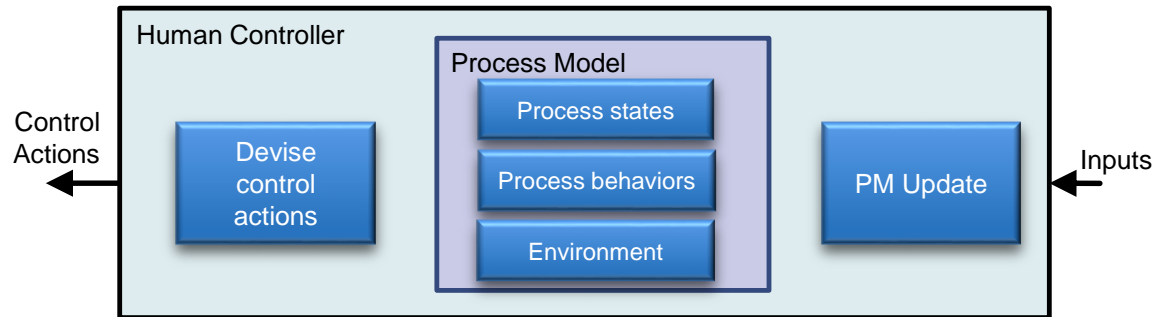 Human Controller
Process Model
Process states
Control
Actions
Devise
control
actions
Process behaviors
PM Update
Inputs
Environment